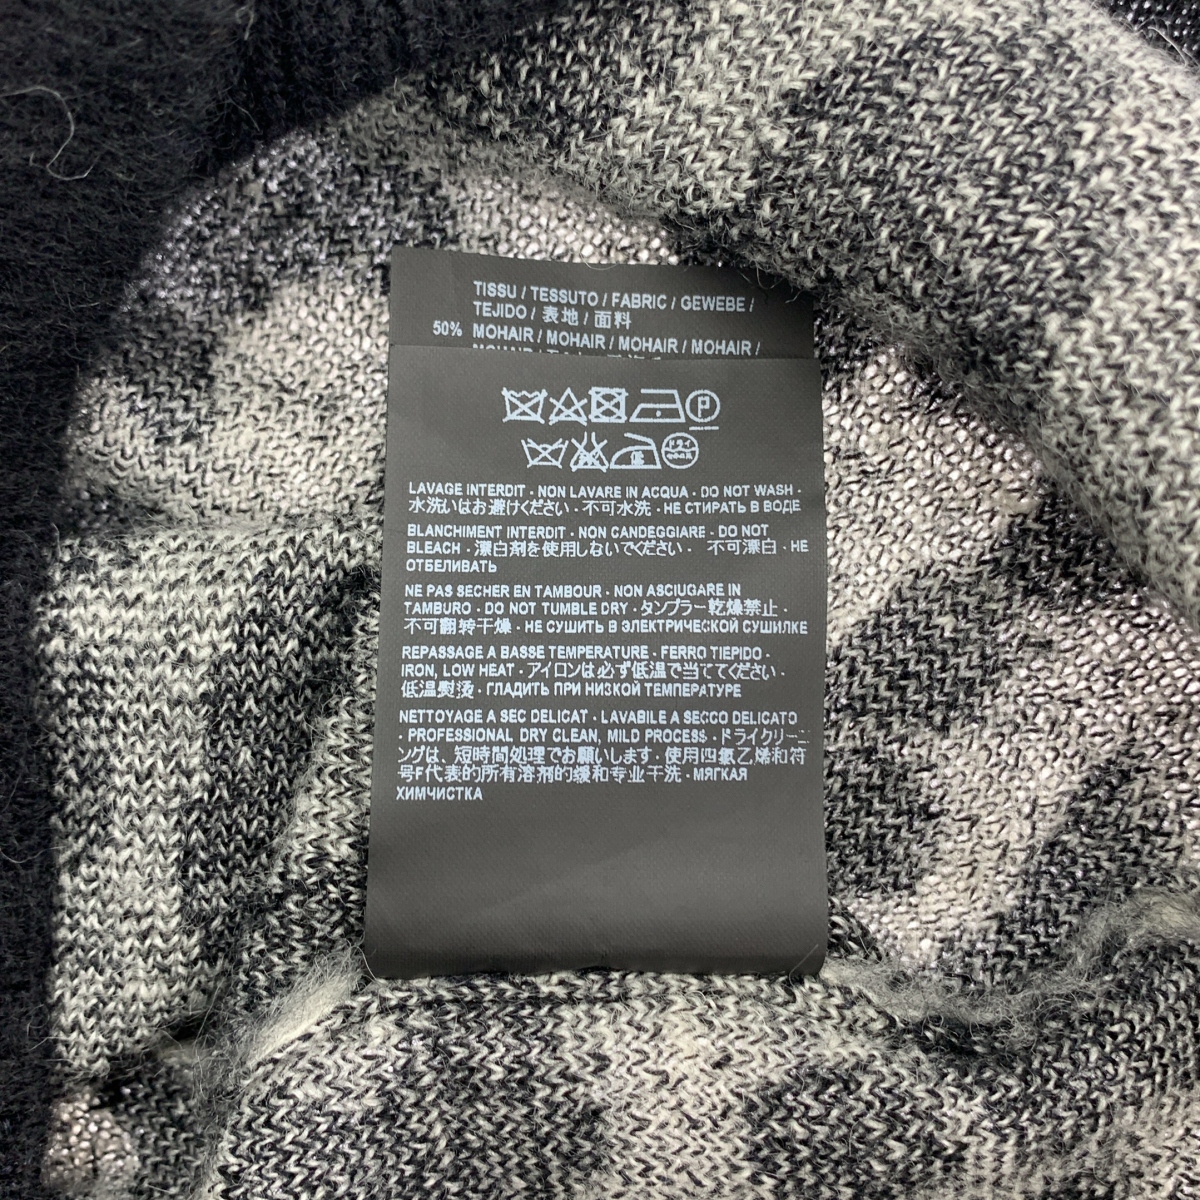 TISSU / TESSUTO / FABRIC / GEWEBE /
TEJIDO / 表地 / 面料
50% MOHAIR / MOHAIR / MOHAIR / MOHAIR /
P
ドライ
LAVAGE INTERDIT · NON LAVARE IN ACQUA · DO NOT WASH ·
水洗いはお避けください · 不可水洗 · НЕ СТИРАТЬ В ВОДЕ
BLANCHIMENT INTERDIT · NON CANDEGGIARE · DO NOT
BLEACH · 漂白剤を使用しないでください · 不可漂白 · НЕ
ОТБЕЛИВАТЬ
NE PAS SECHER EN TAMBOUR · NON ASCIUGARE IN
TAMBURO · DO NOT TUMBLE DRY · タンブラー乾燥禁止 ·
不可翻转干燥 · НЕ СУШИТЬ В ЭЛЕКТРИЧЕСКОЙ СУШИЛКЕ
REPASSAGE A BASSE TEMPERATURE · FERRO TIEPIDO ·
IRON, LOW HEAT · アイロンは必ず低温で当ててください ·
低温熨烫 · ГЛАДИТЬ ПРИ НИЗКОЙ ТЕМПЕРАТУРЕ
NETTOYAGE A SEC DELICAT · LAVABILE A SECCO DELICATO
· PROFESSIONAL DRY CLEAN, MILD PROCESS · ドライクリーニ
ングは、短時間処理でお願いします · 使用四氯乙烯和符
号F代表的所有溶剂的缓和专业干洗 · МЯГКАЯ
ХИМЧИСТКА